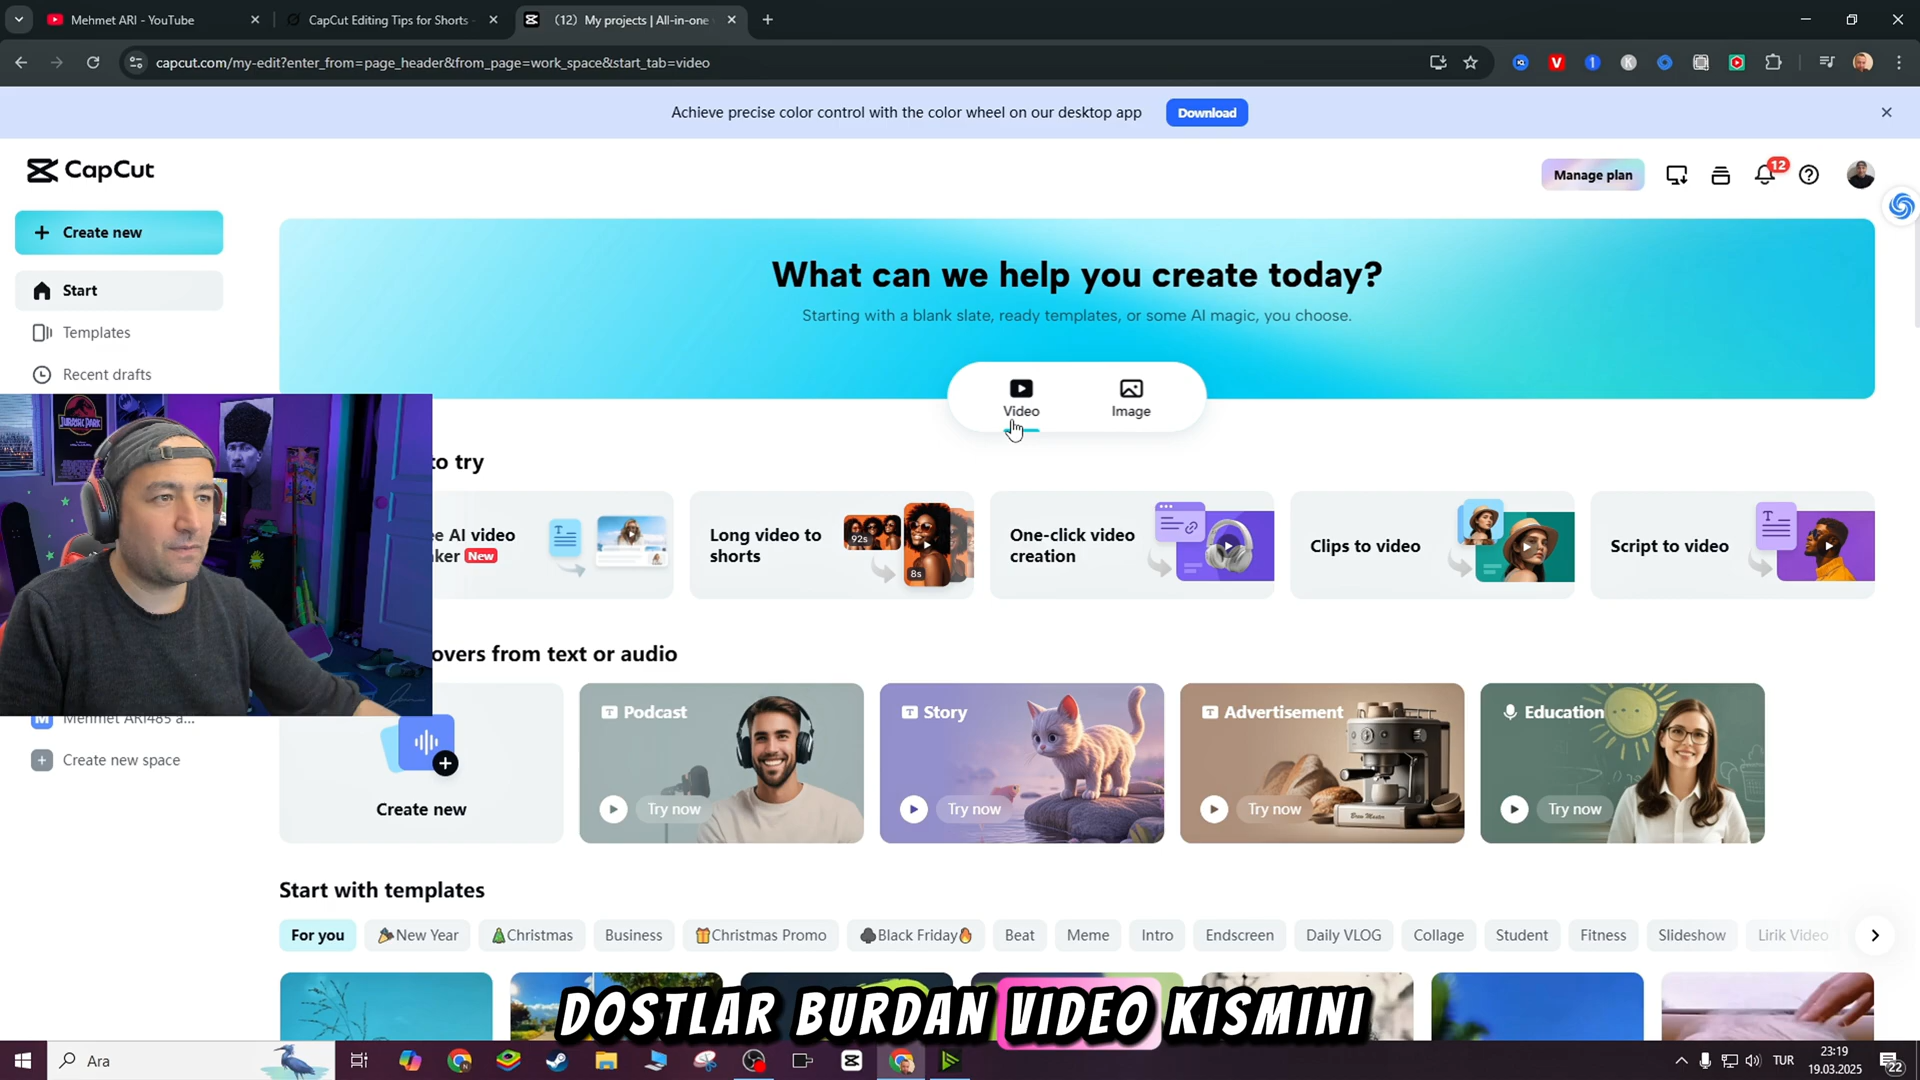 Mehmet ARI - YouTube
CapCut Editing Tips for Shorts -
(12) My projects | All-in-one
capcut.com/my-edit?enter_from=page_header&from_page=work_space&start_tab=video
Achieve precise color control with the color wheel on our desktop app
Download
CapCut
Manage plan
12
Create new
Start
Templates
Recent drafts
What can we help you create today?
Starting with a blank slate, ready templates, or some AI magic, you choose.
Video
Image
to try
AI video
New
Long video to
shorts
92s
8s
One-click video
creation
Clips to video
Script to video
JURASSIC PARK
overs from text or audio
Mehmet ARI485 a...
Create new space
Create new
Podcast
Try now
Story
Try now
Advertisement
Try now
Education
Try now
Start with templates
For you
New Year
Christmas
Business
Christmas Promo
Black Friday
Beat
Meme
Intro
Endscreen
Daily VLOG
Collage
Student
Fitness
Slideshow
Lirik Video
DOSTLAR BURDAN VIDEO KISMINI
Ara
TUR
23:19
19.03.2025
22